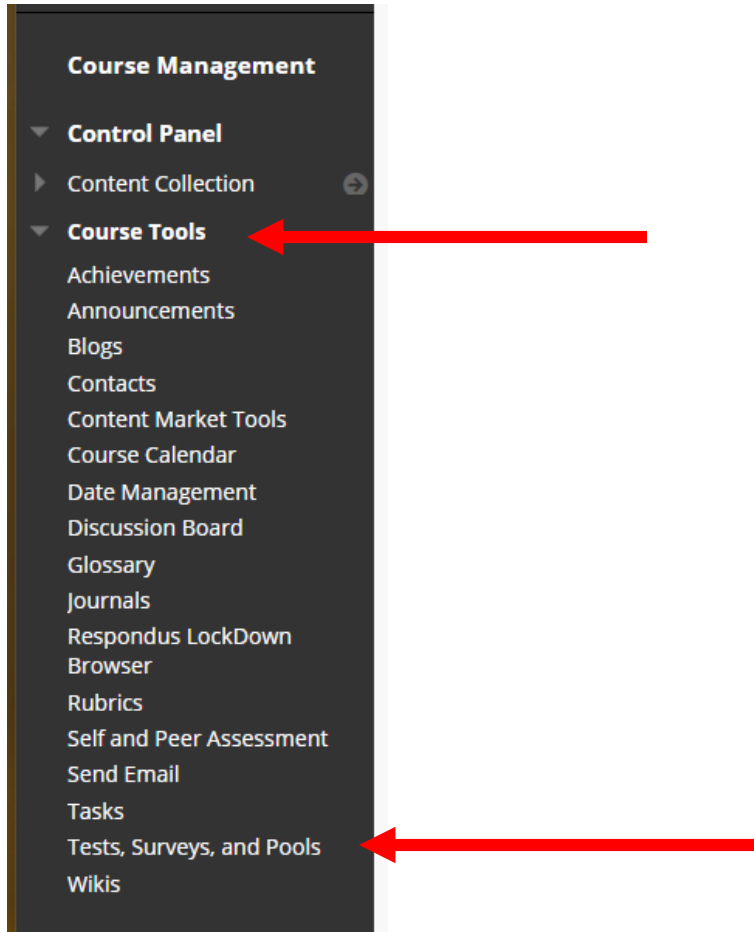 Course Management
Control Panel
Content Collection
Course Tools
Achievements
Announcements
Blogs
Contacts
Content Market Tools
Course Calendar
Date Management
Discussion Board
Glossary
Journals
Respondus LockDown
Browser
Rubrics
Self and Peer Assessment
Send Email
Tasks
Tests, Surveys, and Pools
Wikis